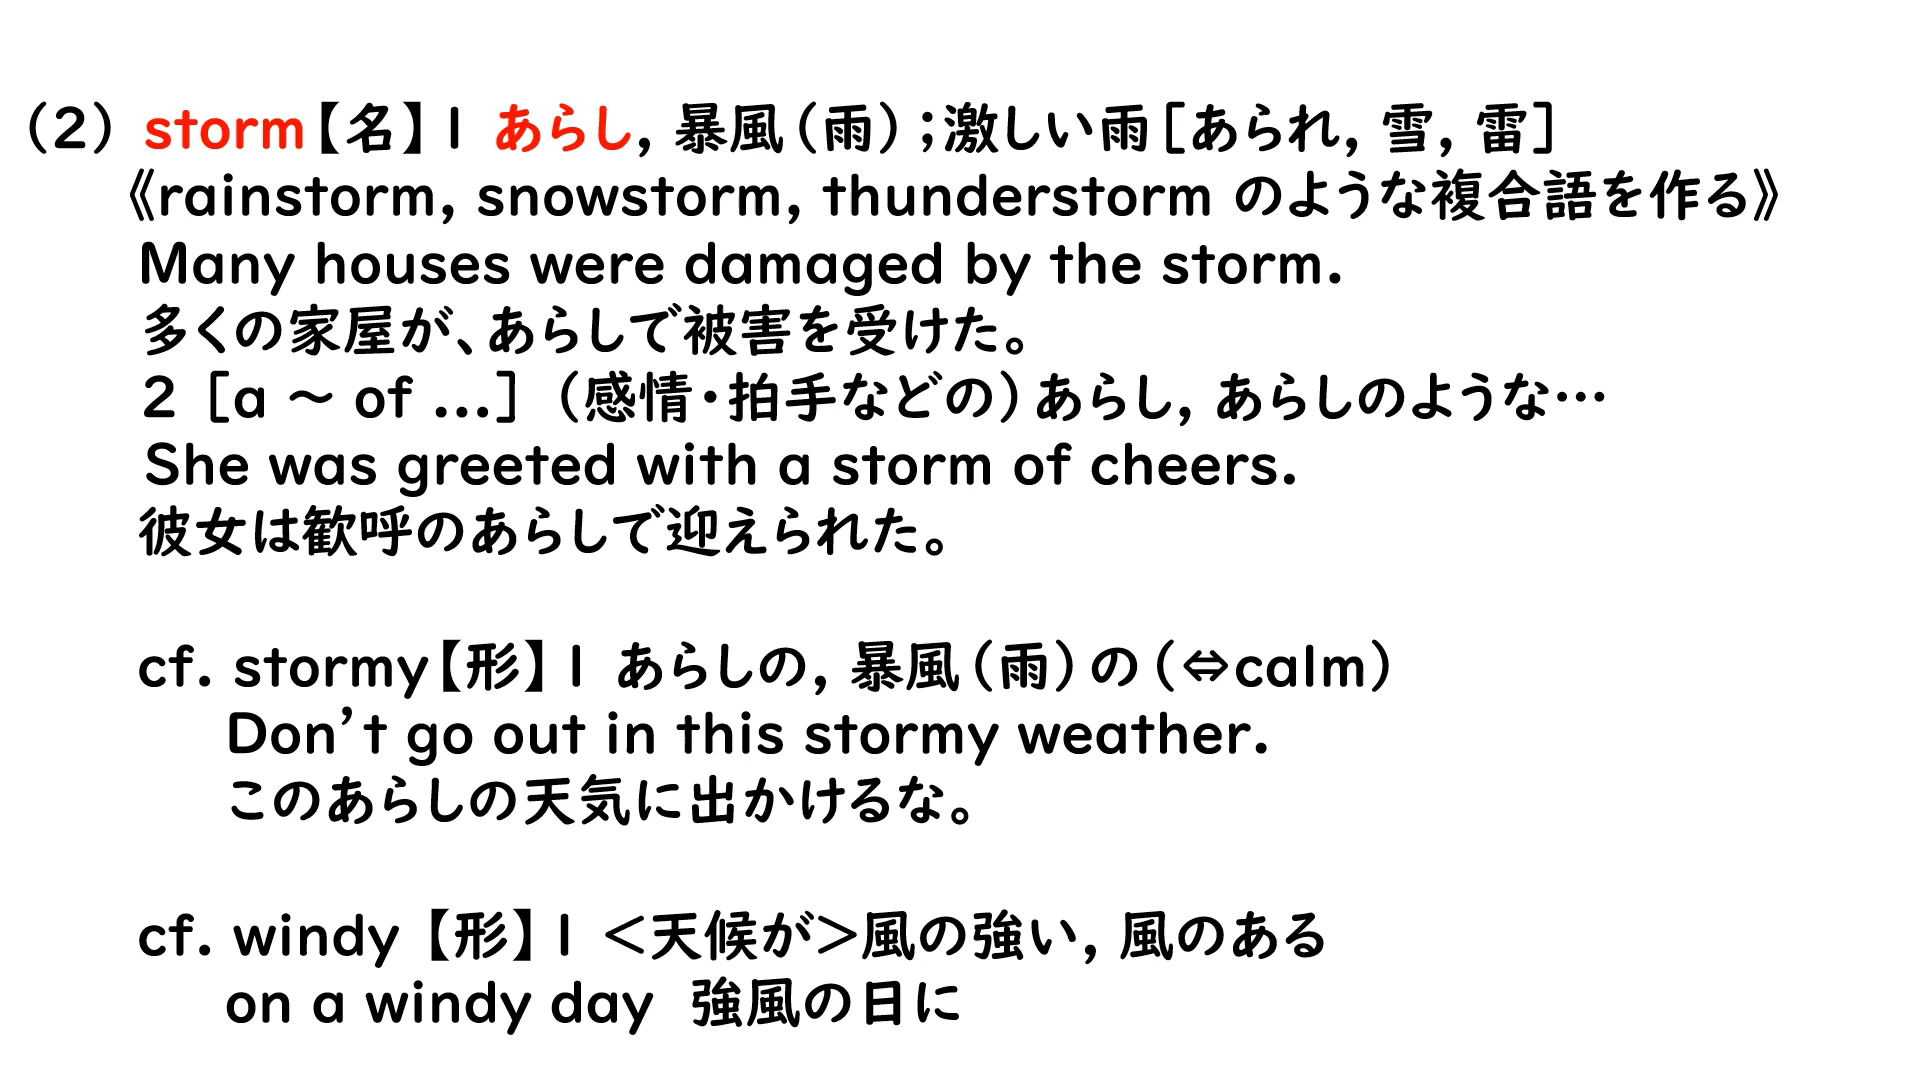 （2） storm【名】1 あらし, 暴風（雨）;激しい雨［あられ, 雪, 雷］
《rainstorm, snowstorm, thunderstorm のような複合語を作る》
Many houses were damaged by the storm.
多くの家屋が、あらしで被害を受けた。
2 ［a ～ of ...］（感情・拍手などの）あらし, あらしのような…
She was greeted with a storm of cheers.
彼女は歓呼のあらしで迎えられた。
cf. stormy【形】1 あらしの, 暴風（雨）の（⇔calm）
Don’t go out in this stormy weather.
このあらしの天気に出かけるな。
cf. windy 【形】1 ＜天候が＞風の強い, 風のある
on a windy day 強風の日に